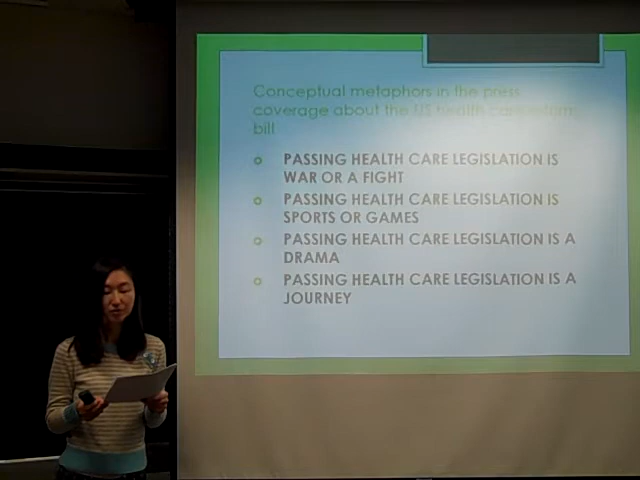 Conceptual metaphors in the press
coverage about the US health care reform
bill
PASSING HEALTH CARE LEGISLATION IS
WAR OR A FIGHT
PASSING HEALTH CARE LEGISLATION IS
SPORTS OR GAMES
PASSING HEALTH CARE LEGISLATION IS A
DRAMA
PASSING HEALTH CARE LEGISLATION IS A
JOURNEY